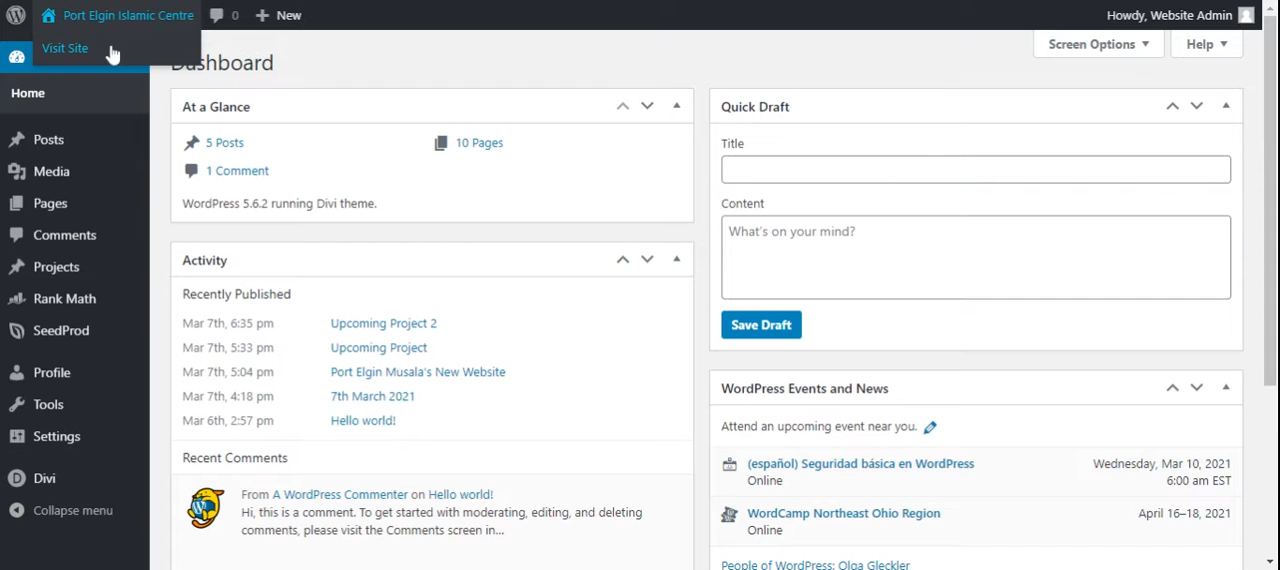 Port Elgin Islamic Centre
0
New
Howdy, Website Admin
Visit Site
Dashboard
Screen Options
Help
Home
Posts
Media
Pages
Comments
Projects
Rank Math
SeedProd
Profile
Tools
Settings
Divi
Collapse menu
At a Glance
5 Posts
10 Pages
1 Comment
WordPress 5.6.2 running Divi theme.
Activity
Recently Published
Mar 7th, 6:35 pm Upcoming Project 2
Mar 7th, 5:33 pm Upcoming Project
Mar 7th, 5:04 pm Port Elgin Musala's New Website
Mar 7th, 4:18 pm 7th March 2021
Mar 6th, 2:57 pm Hello world!
Recent Comments
From A WordPress Commenter on Hello world!
Hi, this is a comment. To get started with moderating, editing, and deleting
comments, please visit the Comments screen in…
Quick Draft
Title
Content
What's on your mind?
Save Draft
WordPress Events and News
Attend an upcoming event near you.
(español) Seguridad básica en WordPress
Online
Wednesday, Mar 10, 2021
6:00 am EST
WordCamp Northeast Ohio Region
Online
April 16–18, 2021
People of WordPress: Olga Gleckler